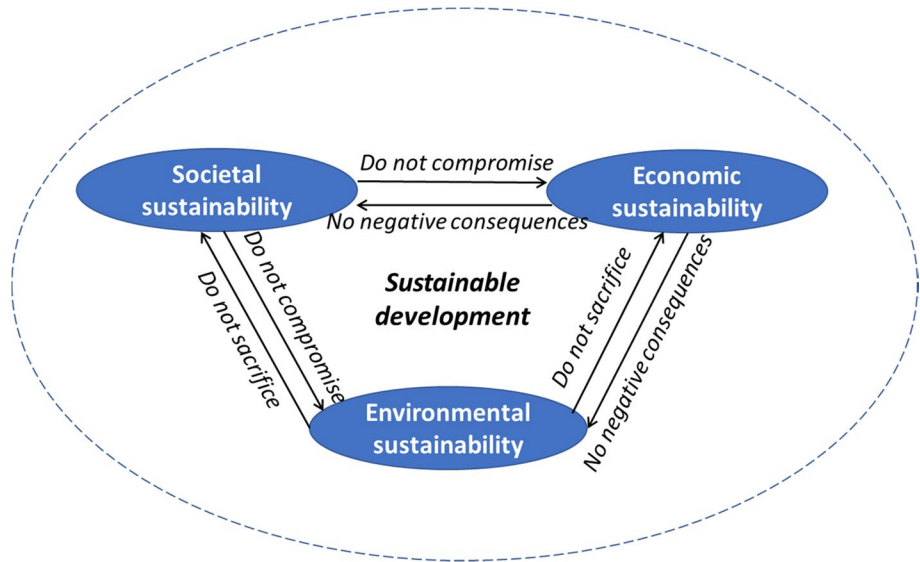 Societal
sustainability
Do not compromise
Economic
sustainability
No negative consequences
Do not compromise
Do not sacrifice
Sustainable
development
Do not sacrifice
No negative consequences
Environmental
sustainability